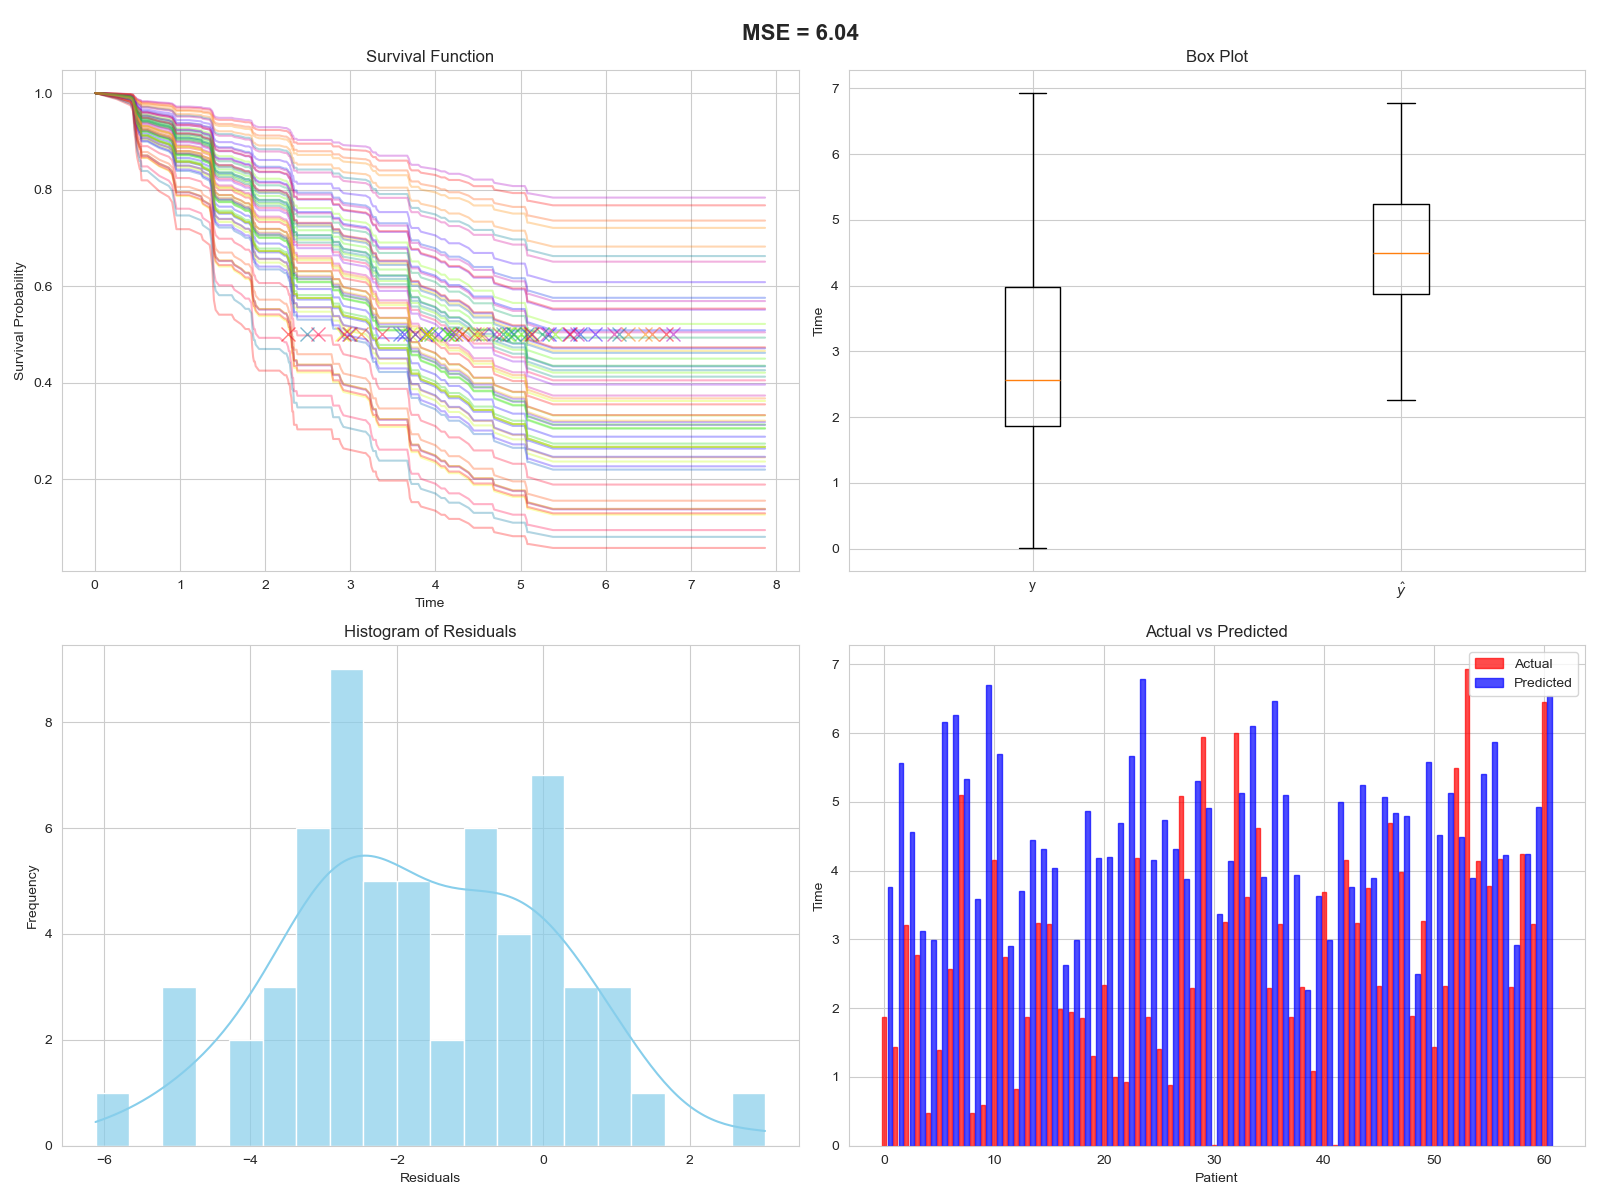 MSE = 6.04
Survival Function
1.0
0.8
0.6
0.4
0.2
Survival Probability
0 1 2 3 4 5 6 7 8
Time
Box Plot
7
6
5
4
3
2
1
0
Time
y ŷ
Histogram of Residuals
8
6
4
2
0
Frequency
−6 −4 −2 0 2
Residuals
Actual vs Predicted
7
6
5
4
3
2
1
0
Time
Actual
Predicted
0 10 20 30 40 50 60
Patient